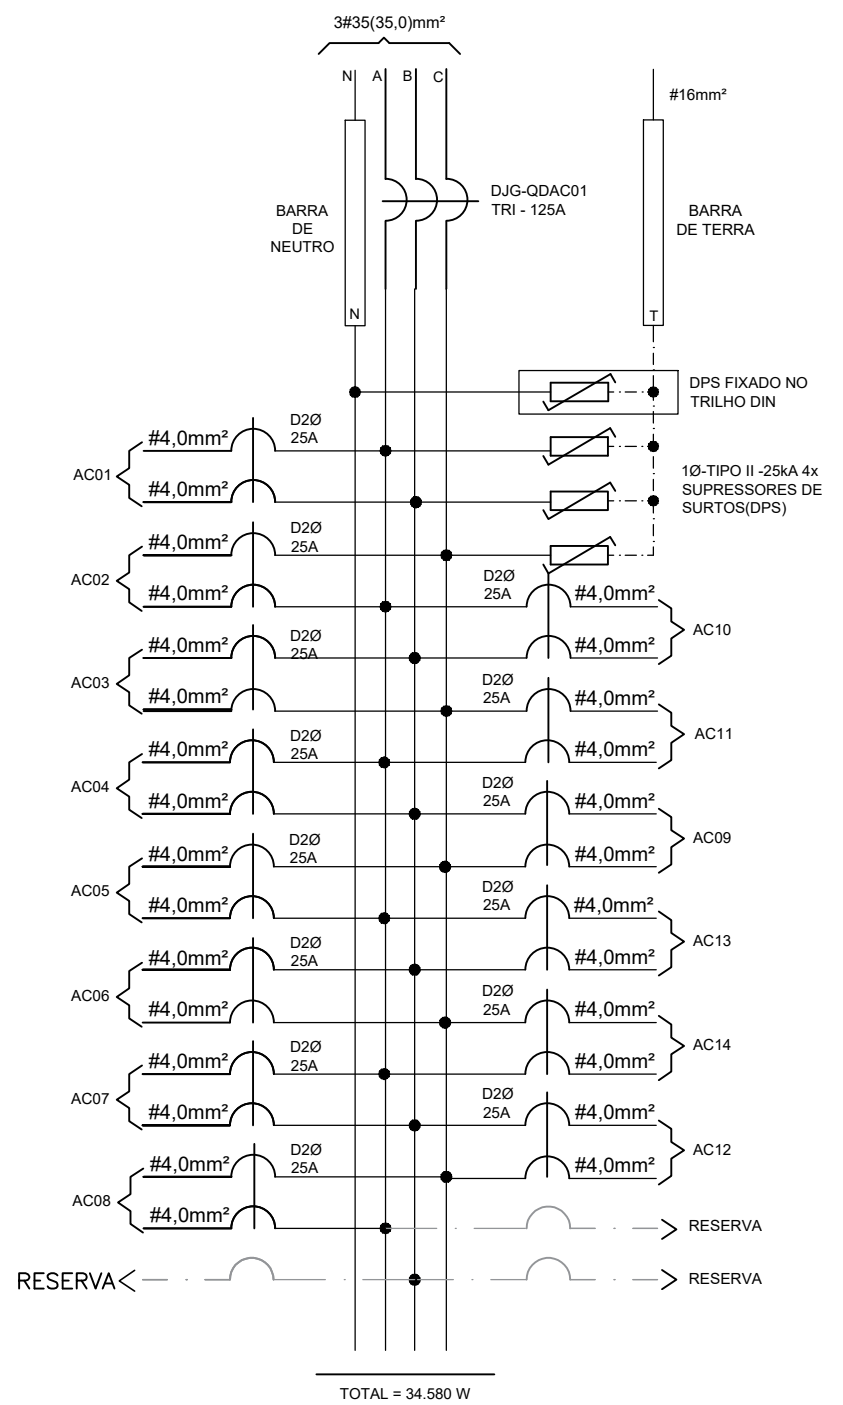 3#35(35,0)mm²
N A B C
#16mm²
DJG-QDAC01
TRI - 125A
BARRA
DE
NEUTRO
BARRA
DE TERRA
N
T
DPS FIXADO NO
TRILHO DIN
1Ø-TIPO II -25kA 4x
SUPRESSORES DE
SURTOS(DPS)
AC01
#4,0mm²
D2Ø
25A
#4,0mm²
AC02
#4,0mm²
D2Ø
25A
#4,0mm²
D2Ø
25A
#4,0mm²
#4,0mm²
AC10
AC03
#4,0mm²
D2Ø
25A
#4,0mm²
D2Ø
25A
#4,0mm²
#4,0mm²
AC11
AC04
#4,0mm²
D2Ø
25A
#4,0mm²
D2Ø
25A
#4,0mm²
#4,0mm²
AC09
AC05
#4,0mm²
D2Ø
25A
#4,0mm²
D2Ø
25A
#4,0mm²
#4,0mm²
AC13
AC06
#4,0mm²
D2Ø
25A
#4,0mm²
D2Ø
25A
#4,0mm²
#4,0mm²
AC14
AC07
#4,0mm²
D2Ø
25A
#4,0mm²
D2Ø
25A
#4,0mm²
#4,0mm²
AC12
AC08
#4,0mm²
D2Ø
25A
#4,0mm²
RESERVA
RESERVA
RESERVA
TOTAL = 34.580 W